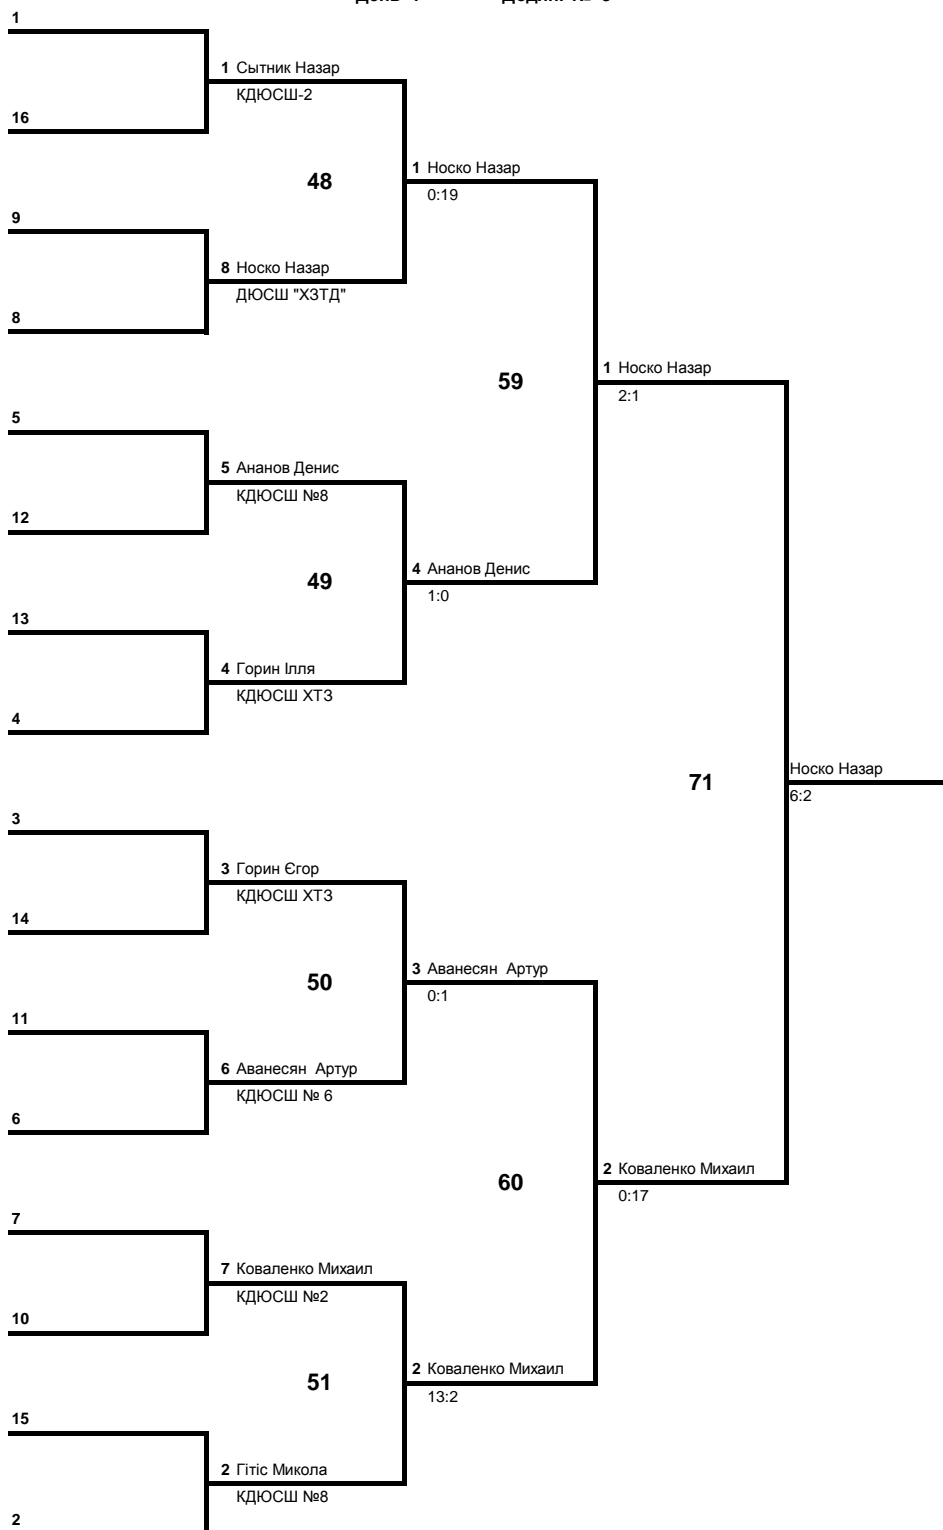 1
1 Сытник Назар
КДЮСШ-2
16
48
1 Носко Назар
0:19
9
8 Носко Назар
ДЮСШ "ХЗТД"
8
59
1 Носко Назар
2:1
5
5 Ананов Денис
КДЮСШ №8
12
49
4 Ананов Денис
1:0
13
4 Горин Ілля
КДЮСШ ХТЗ
4
71
Носко Назар
6:2
3
3 Горин Єгор
КДЮСШ ХТЗ
14
50
3 Аванесян Артур
0:1
11
6 Аванесян Артур
КДЮСШ № 6
6
60
2 Коваленко Михаил
0:17
7
7 Коваленко Михаил
КДЮСШ №2
10
51
2 Коваленко Михаил
13:2
15
2 Гітіс Микола
КДЮСШ №8
2